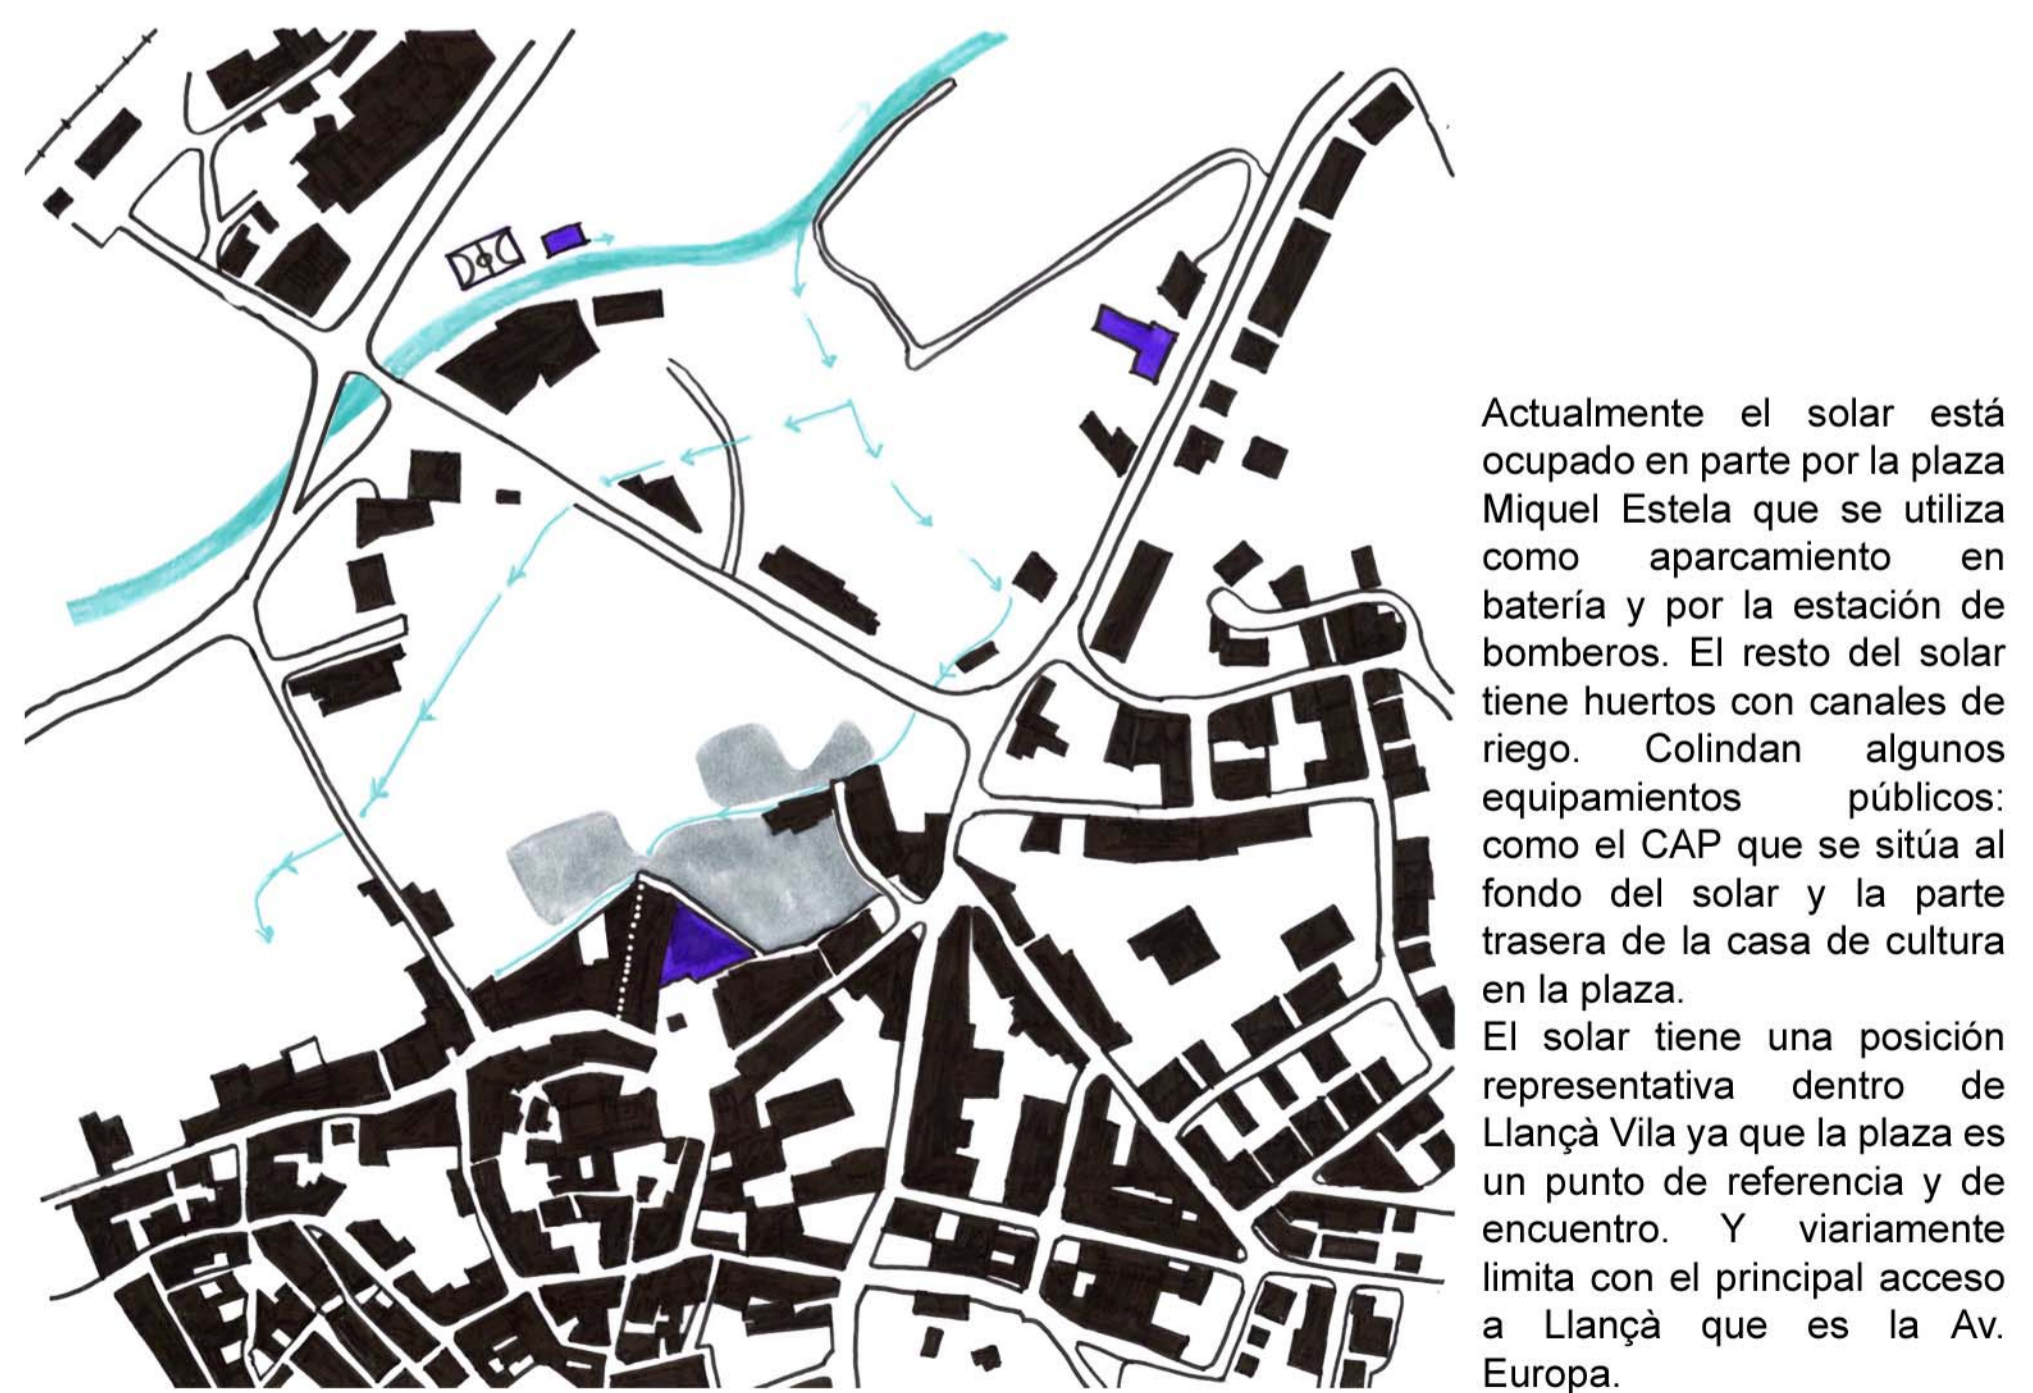 Actualmente el solar está
ocupado en parte por la plaza
Miquel Estela que se utiliza
como aparcamiento en
batería y por la estación de
bomberos. El resto del solar
tiene huertos con canales de
riego. Colindan algunos
equipamientos públicos:
como el CAP que se sitúa al
fondo del solar y la parte
trasera de la casa de cultura
en la plaza.
El solar tiene una posición
representativa dentro de
Llançà Vila ya que la plaza es
un punto de referencia y de
encuentro. Y viariamente
limita con el principal acceso
a Llançà que es la Av.
Europa.